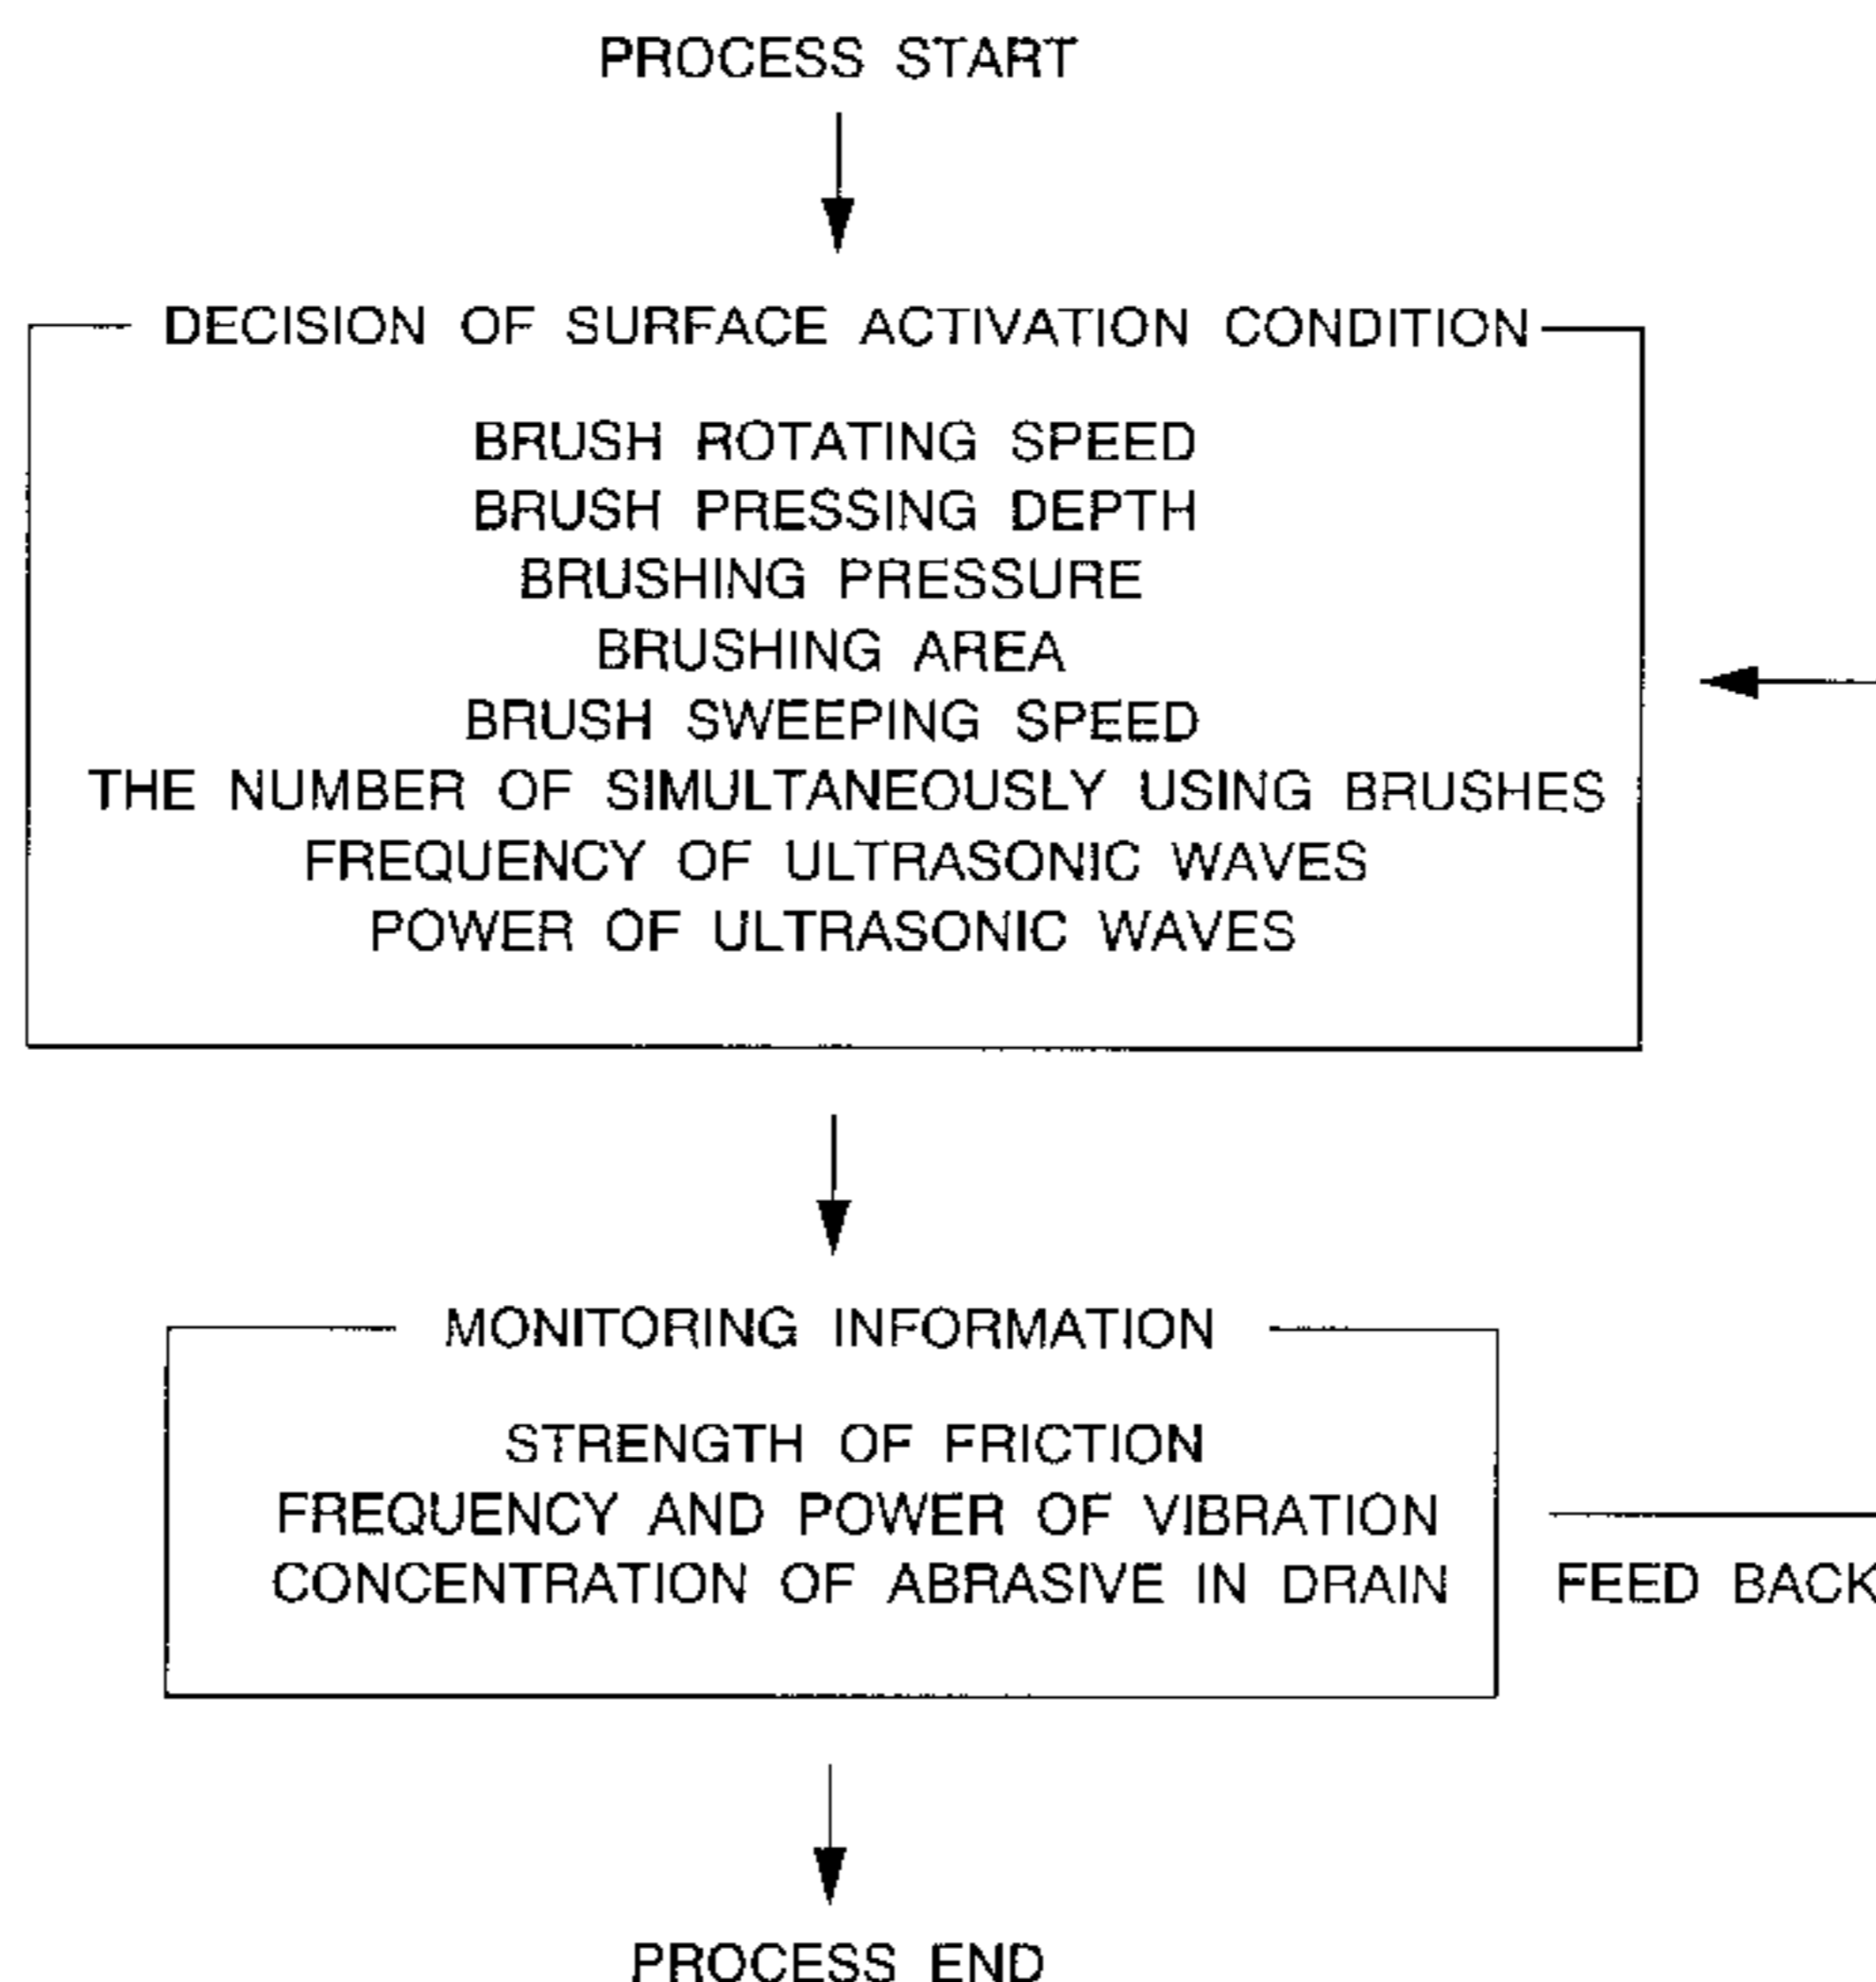 PROCESS START
DECISION OF SURFACE ACTIVATION CONDITION
BRUSH ROTATING SPEED
BRUSH PRESSING DEPTH
BRUSHING PRESSURE
BRUSHING AREA
BRUSH SWEEPING SPEED
THE NUMBER OF SIMULTANEOUSLY USING BRUSHES
FREQUENCY OF ULTRASONIC WAVES
POWER OF ULTRASONIC WAVES
MONITORING INFORMATION
STRENGTH OF FRICTION
FREQUENCY AND POWER OF VIBRATION
CONCENTRATION OF ABRASIVE IN DRAIN
FEED BACK
PROCESS END